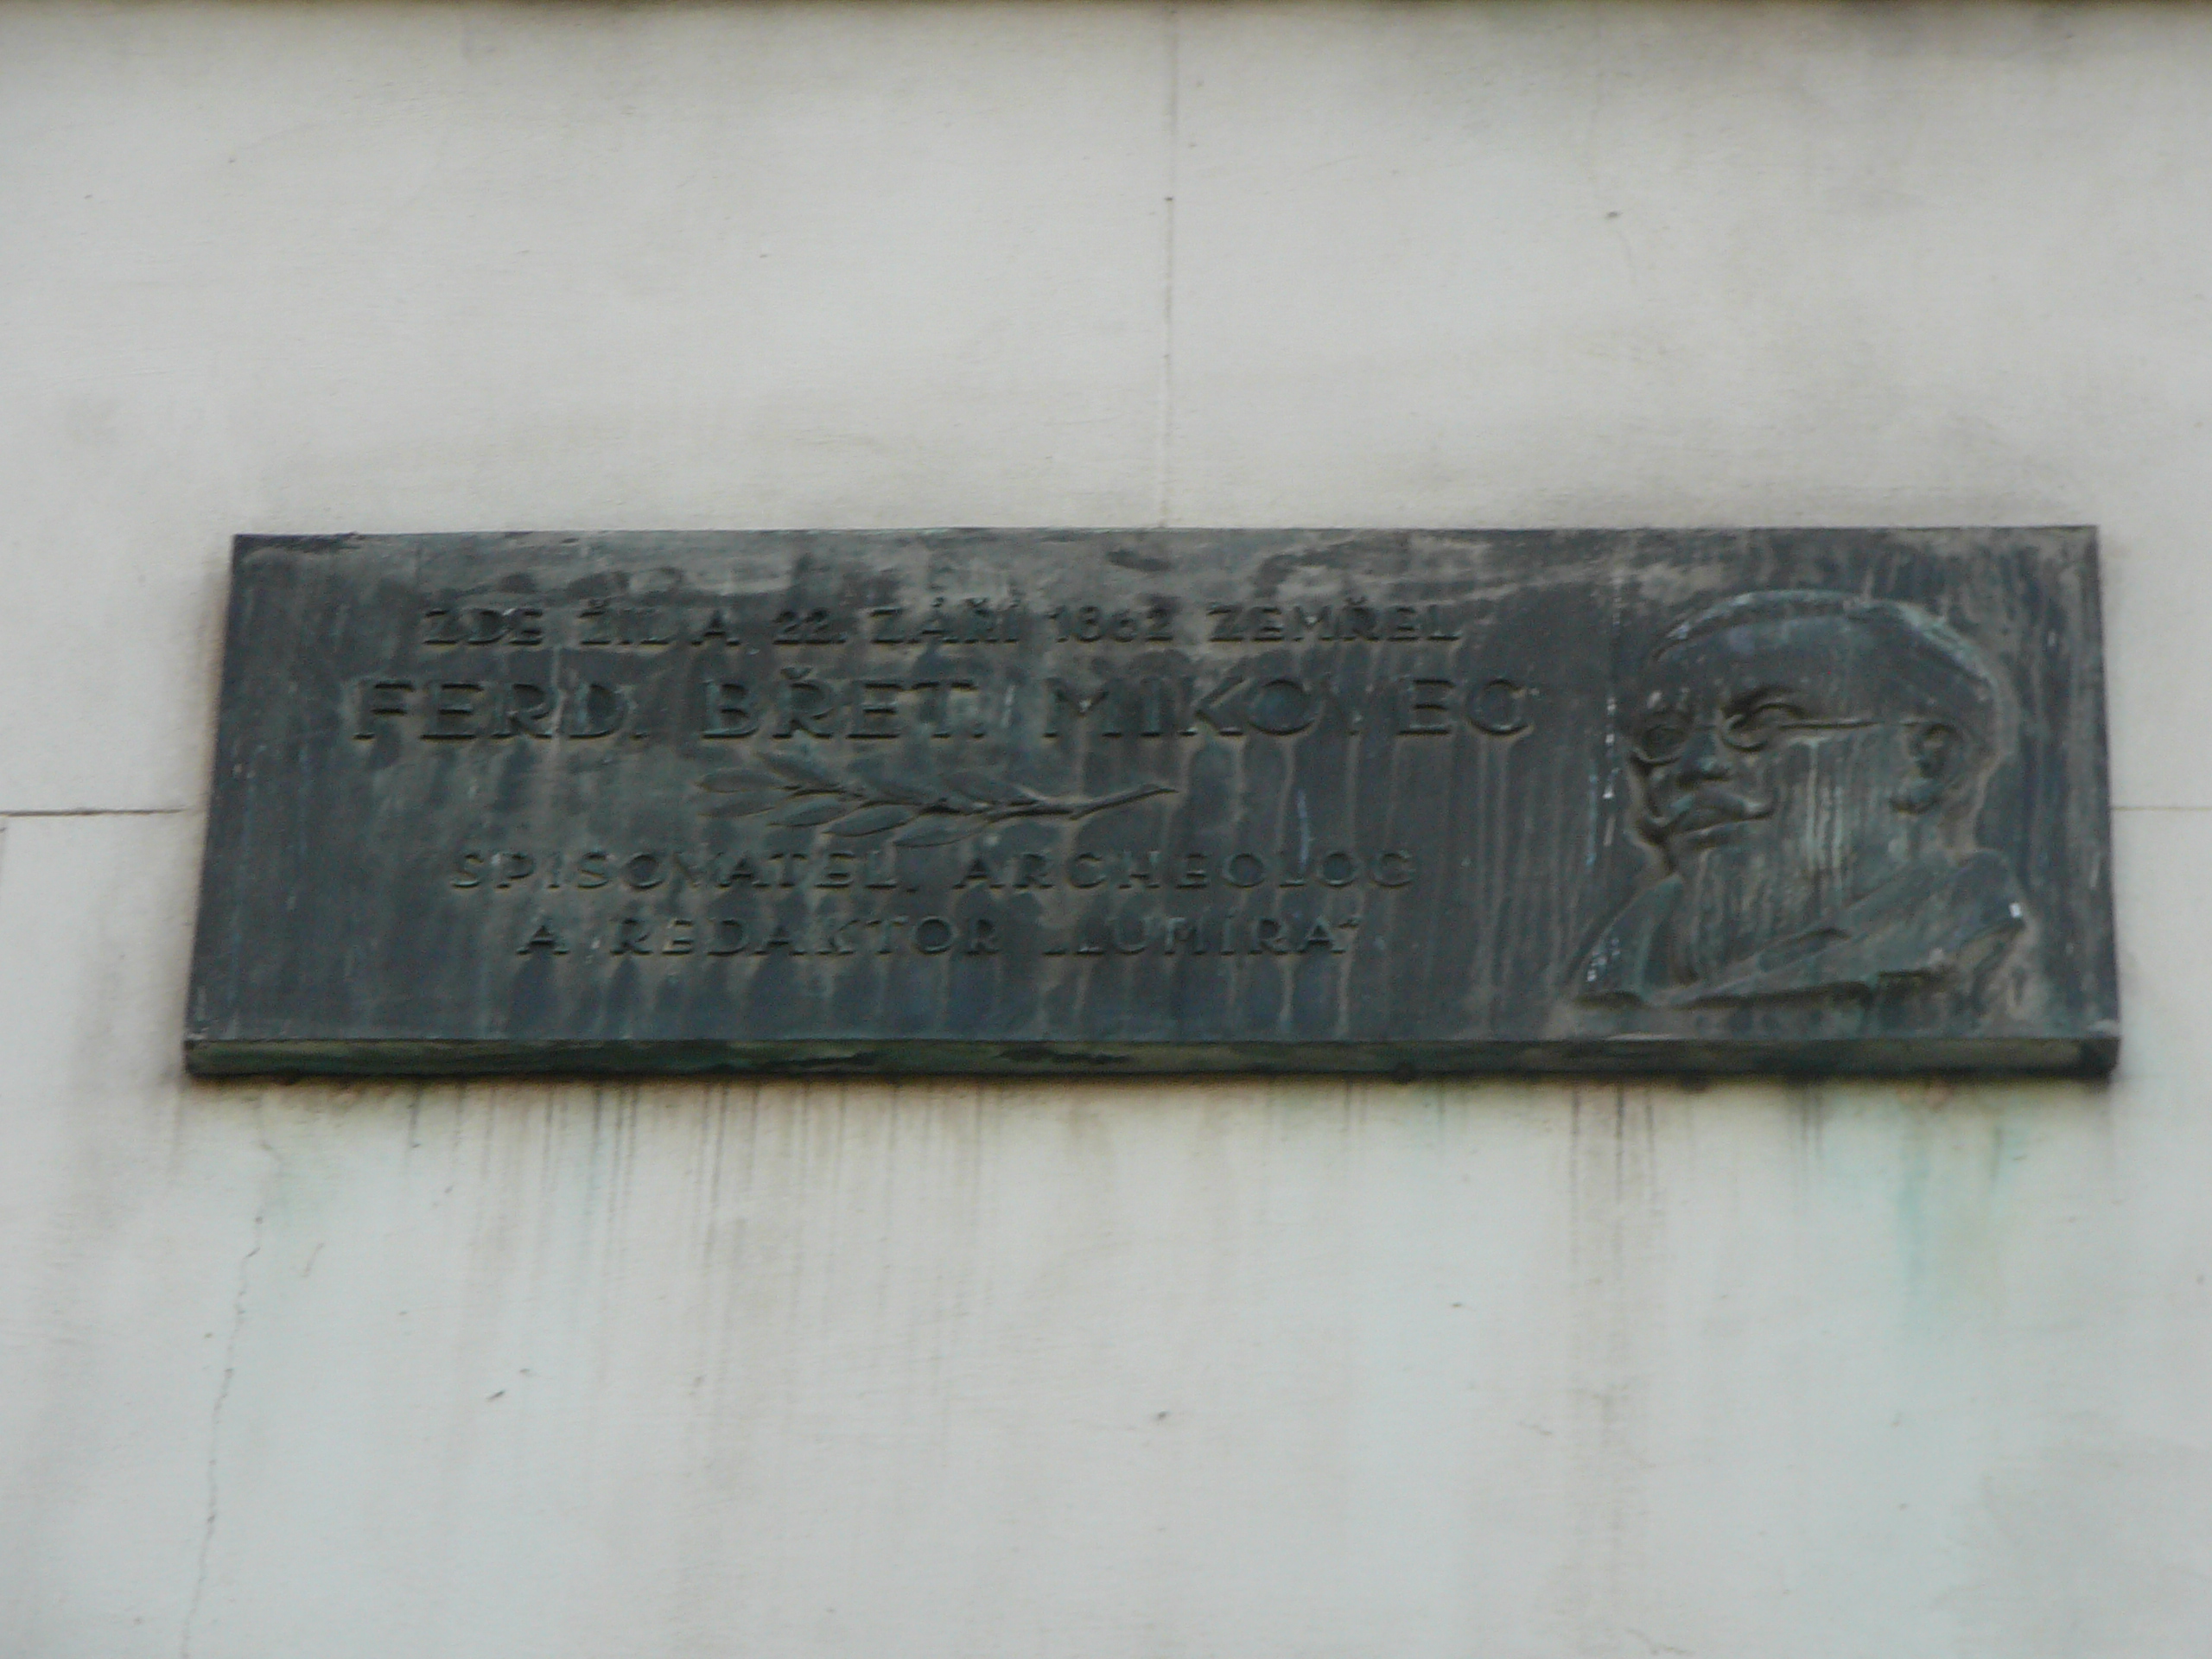 ZDE ŽIL A 22. ZÁŘÍ 1862 ZEMŘEL
FERD. BŘET. MIKOVEC
SPISOVATEL, ARCHEOLOG
A REDAKTOR „LUMÍRA“